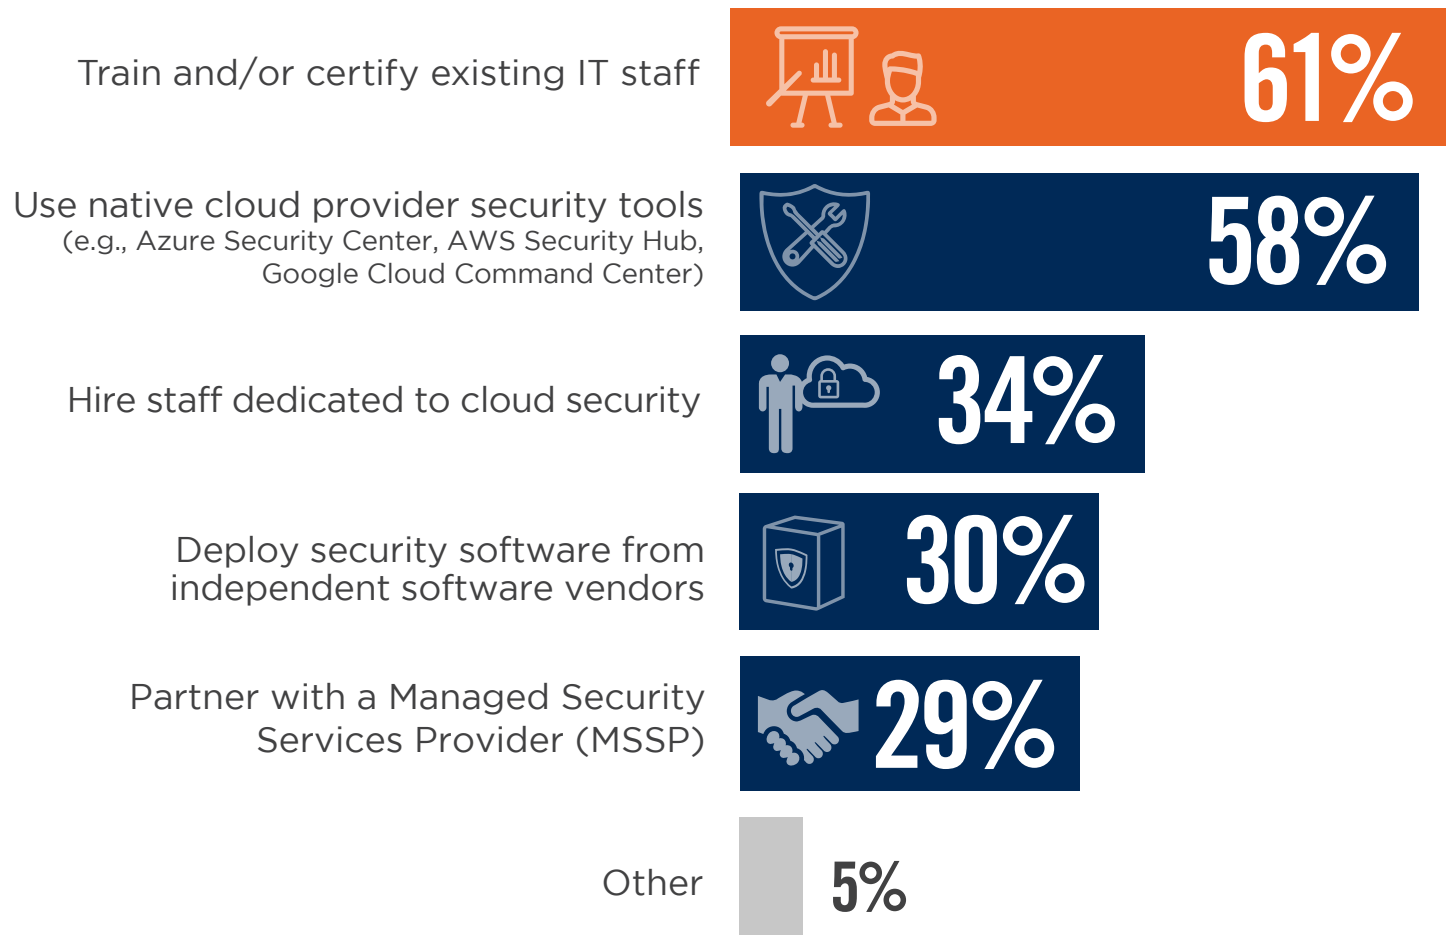 Train and/or certify existing IT staff
61%
Use native cloud provider security tools
(e.g., Azure Security Center, AWS Security Hub,
Google Cloud Command Center)
58%
Hire staff dedicated to cloud security
34%
Deploy security software from
independent software vendors
30%
Partner with a Managed Security
Services Provider (MSSP)
29%
Other
5%